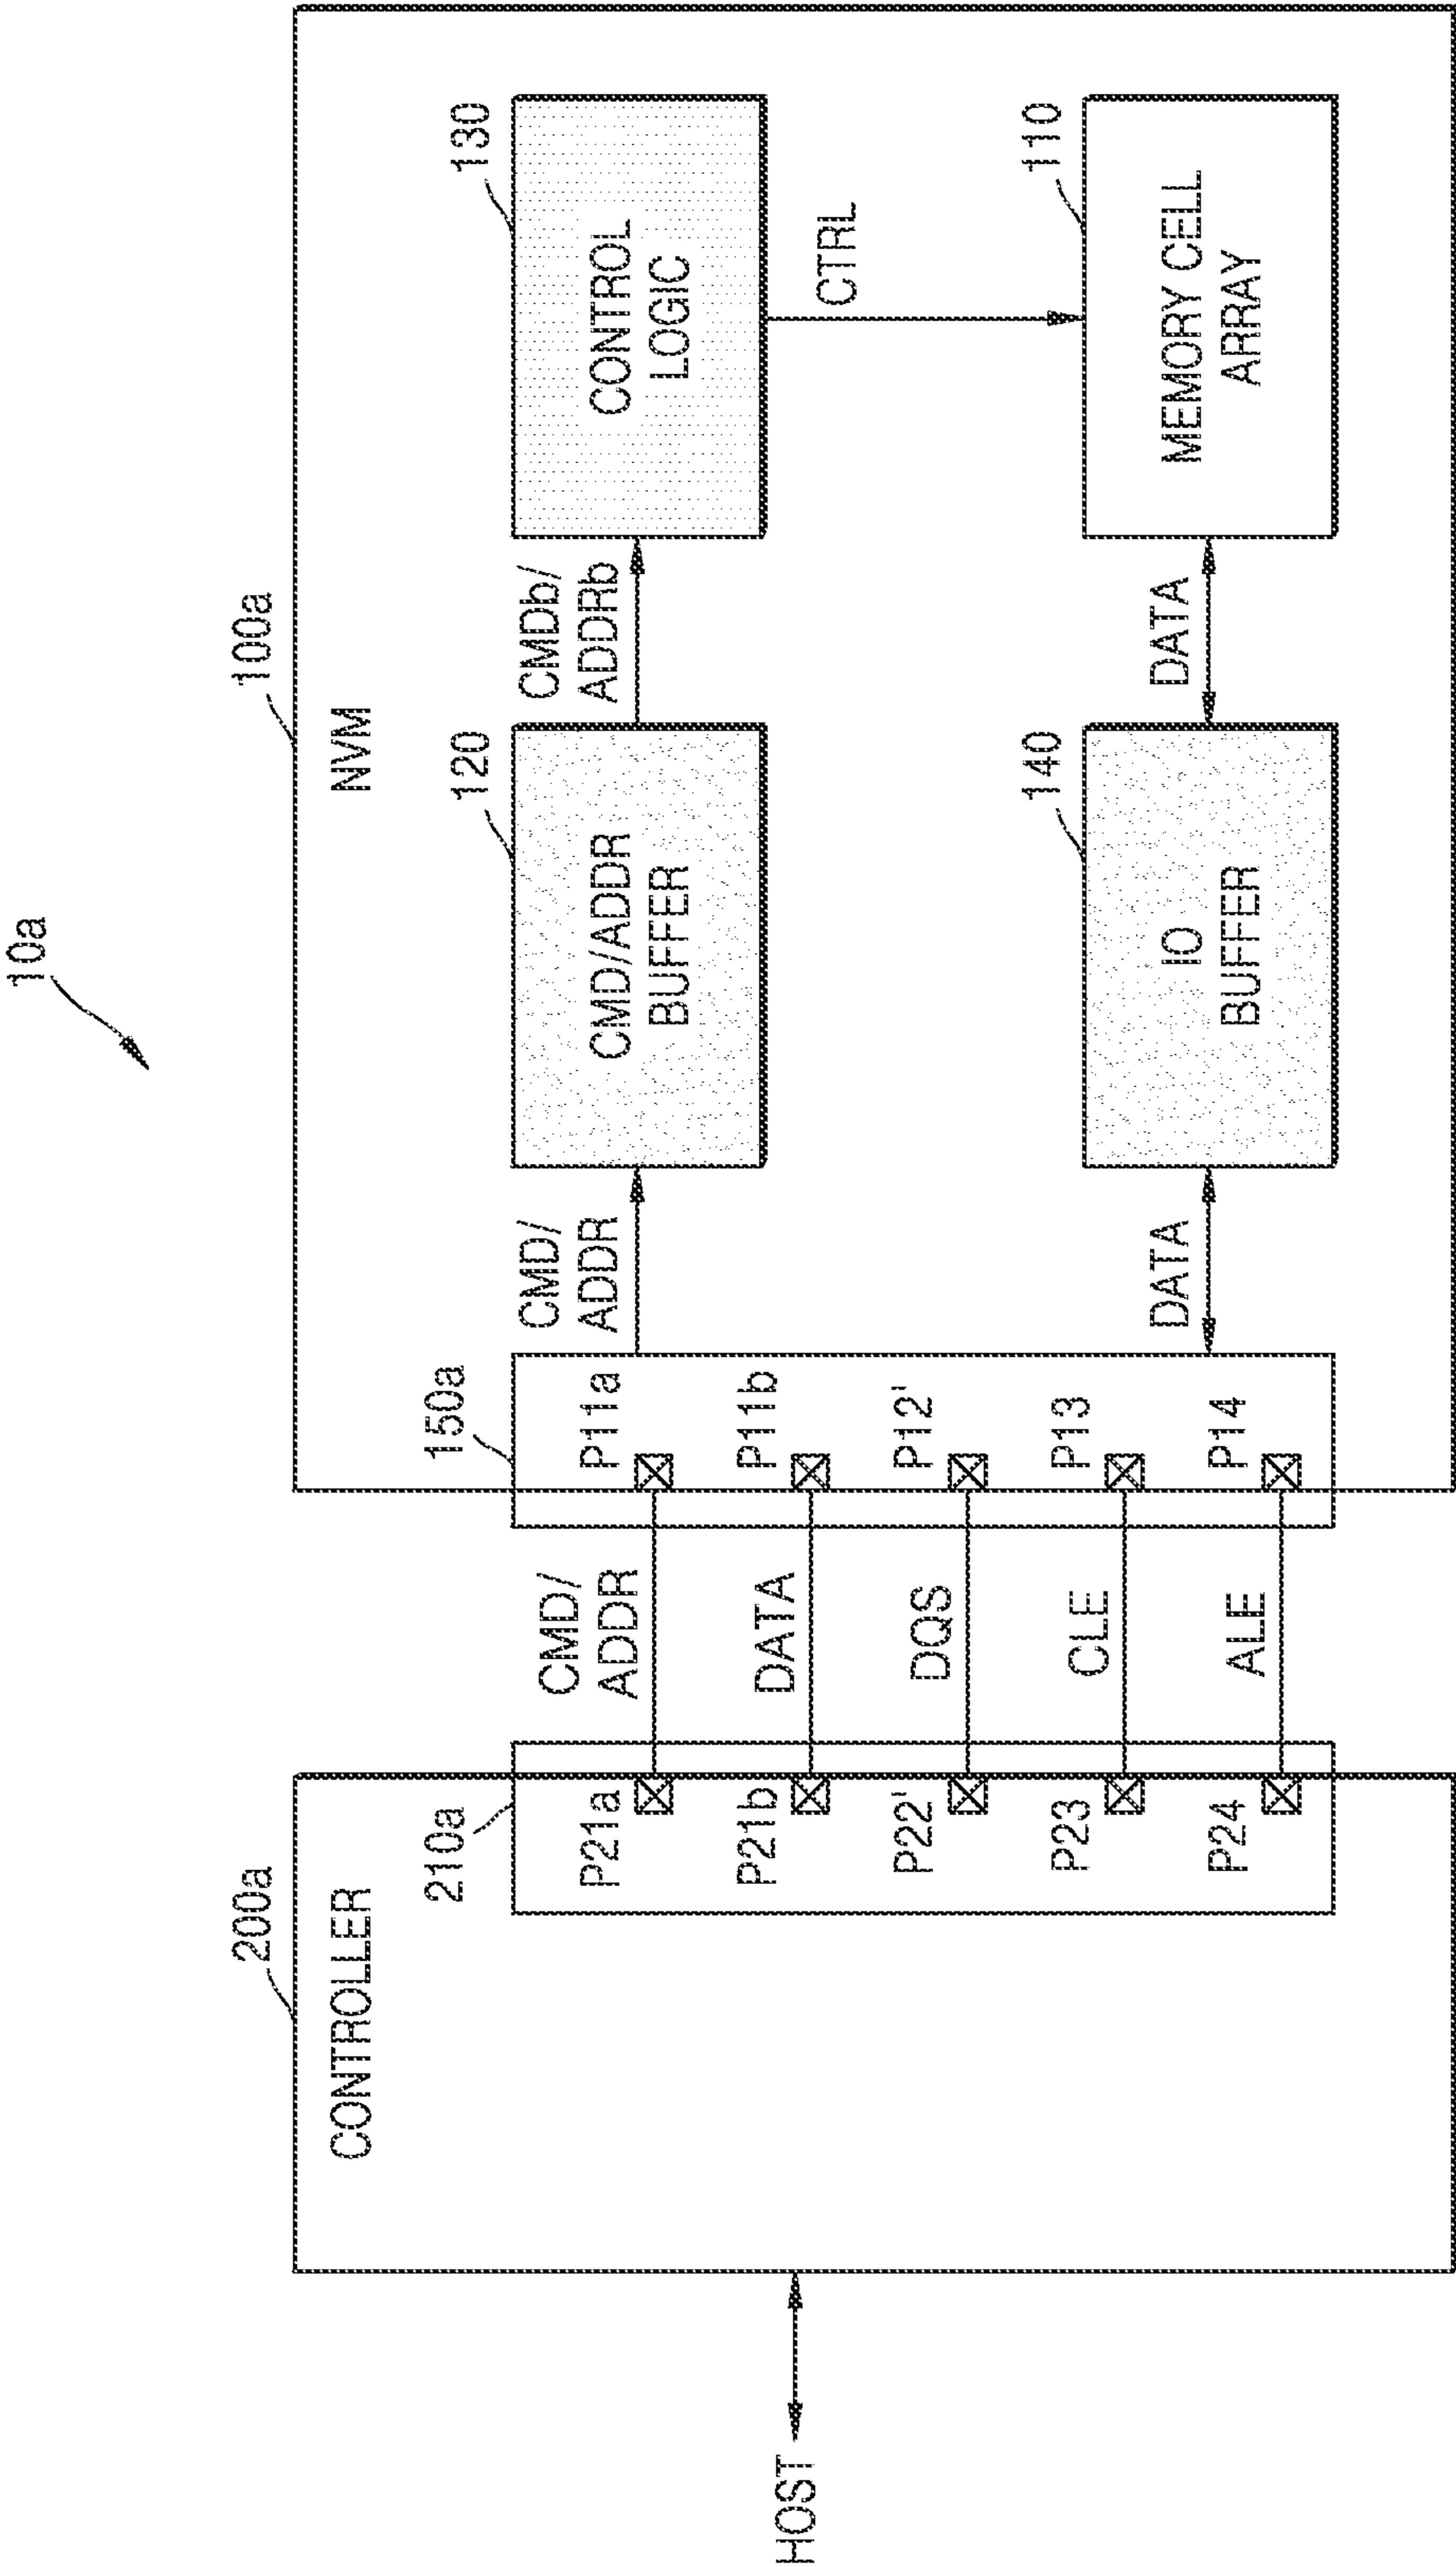 10a
200a
100a
CONTROLLER
NVM
210a
150a
120
130
P21a
CMD/
ADDR
P11a
CMD/
ADDR
CMD/ADDR
BUFFER
CMDb/
ADDRb
CONTROL
LOGIC
P21b
DATA
P11b
CTRL
P22'
DQS
P12'
HOST
140
110
P23
CLE
P13
DATA
IO
BUFFER
DATA
MEMORY CELL
ARRAY
P24
ALE
P14